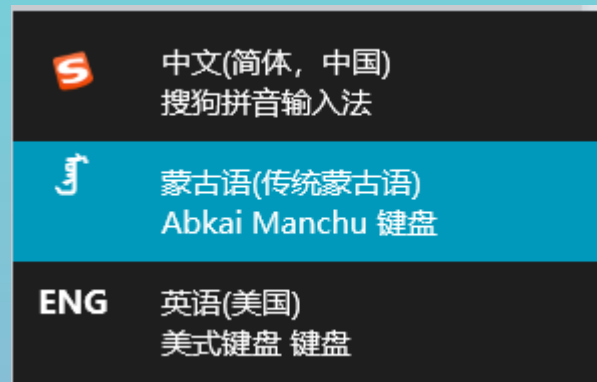 中文(简体，中国)
搜狗拼音输入法
蒙古语(传统蒙古语)
Abkai Manchu 键盘
ENG
英语(美国)
美式键盘 键盘